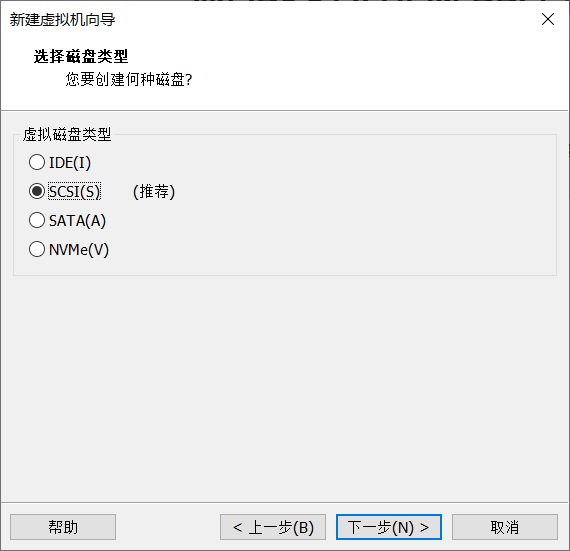 新建虚拟机向导
选择磁盘类型
您要创建何种磁盘?
虚拟磁盘类型
IDE(I)
SCSI(S) (推荐)
SATA(A)
NVMe(V)
帮助 < 上一步(B) 下一步(N) > 取消